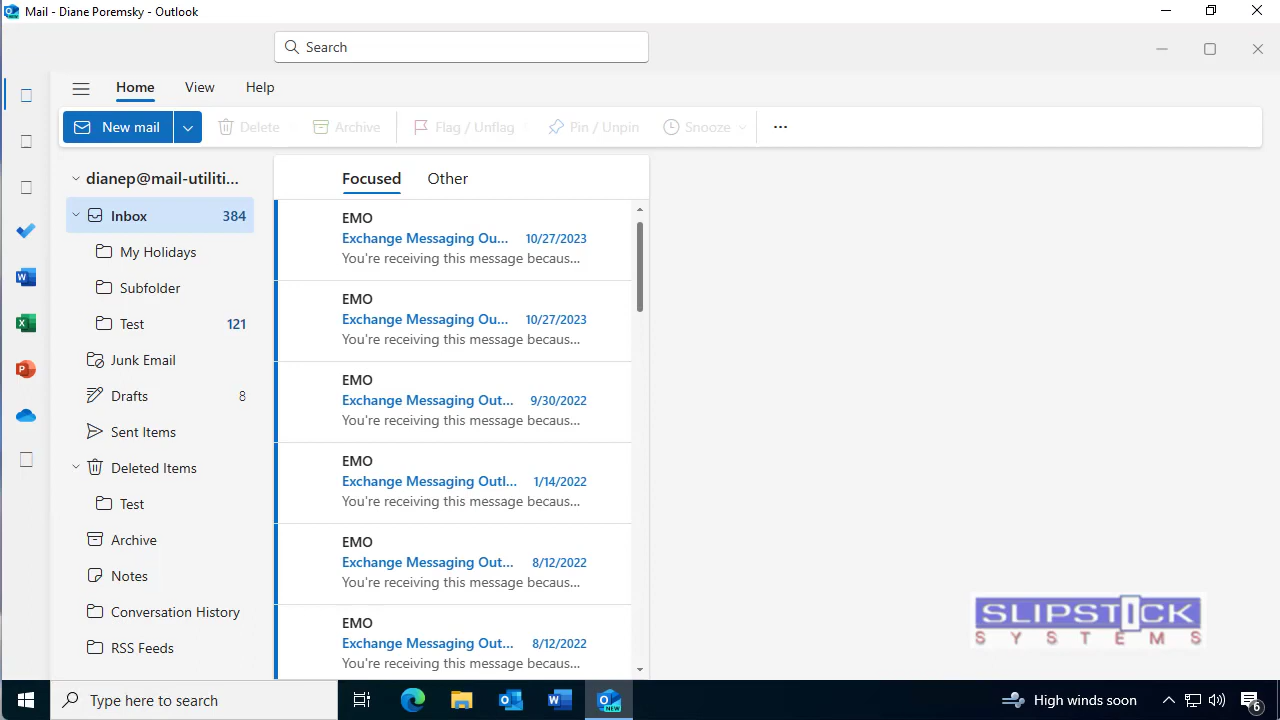 Mail - Diane Poremsky - Outlook
Search
Home View Help
New mail Delete Archive Flag / Unflag Pin / Unpin Snooze ...
dianep@mail-utiliti...
Inbox 384
My Holidays
Subfolder
Test 121
Junk Email
Drafts 8
Sent Items
Deleted Items
Test
Archive
Notes
Conversation History
RSS Feeds
Focused Other
EMO
Exchange Messaging Ou... 10/27/2023
You're receiving this message becaus...
EMO
Exchange Messaging Ou... 10/27/2023
You're receiving this message becaus...
EMO
Exchange Messaging Out... 9/30/2022
You're receiving this message becaus...
EMO
Exchange Messaging Outl... 1/14/2022
You're receiving this message becaus...
EMO
Exchange Messaging Out... 8/12/2022
You're receiving this message becaus...
EMO
Exchange Messaging Out... 8/12/2022
You're receiving this message becaus...
SLIPSTICK
SYSTEMS
Type here to search
NEW
High winds soon
6